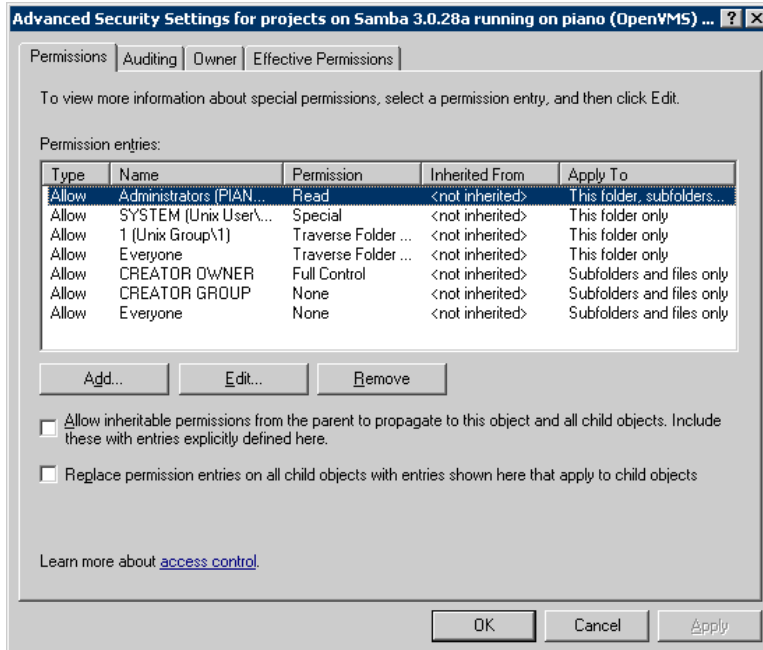 Advanced Security Settings for projects on Samba 3.0.28a running on piano (OpenVMS) ... ? X
Permissions Auditing Owner Effective Permissions
To view more information about special permissions, select a permission entry, and then click Edit.
Permission entries:
Type Name Permission Inherited From Apply To
Allow Administrators (PIAN... Read <not inherited> This folder, subfolders...
Allow SYSTEM (Unix User\... Special <not inherited> This folder only
Allow 1 (Unix Group\1) Traverse Folder ... <not inherited> This folder only
Allow Everyone Traverse Folder ... <not inherited> This folder only
Allow CREATOR OWNER Full Control <not inherited> Subfolders and files only
Allow CREATOR GROUP None <not inherited> Subfolders and files only
Allow Everyone None <not inherited> Subfolders and files only
Add... Edit... Remove
Allow inheritable permissions from the parent to propagate to this object and all child objects. Include
these with entries explicitly defined here.
Replace permission entries on all child objects with entries shown here that apply to child objects
Learn more about access control.
OK Cancel Apply